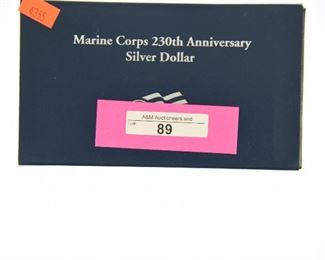 Marine Corps 230th Anniversary
Silver Dollar
A&M Auctioneers and
89